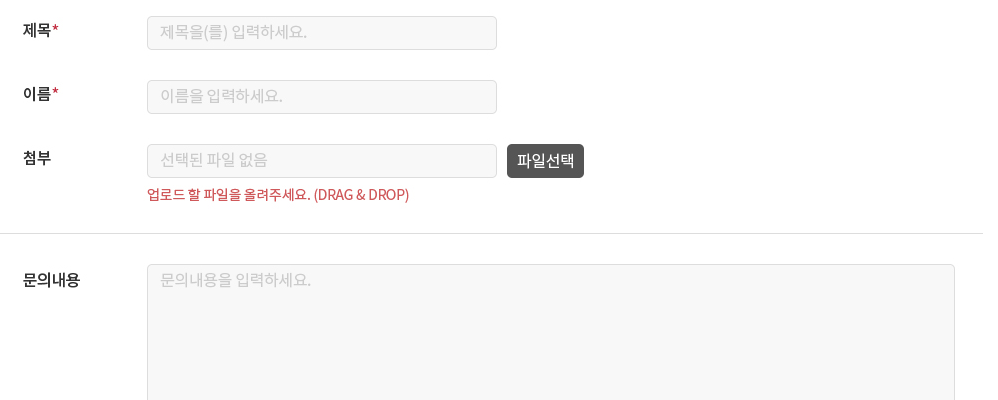 제목* 제목을(를) 입력하세요.
이름* 이름을 입력하세요.
첨부 선택된 파일 없음 파일선택
업로드 할 파일을 올려주세요. (DRAG & DROP)
문의내용 문의내용을 입력하세요.